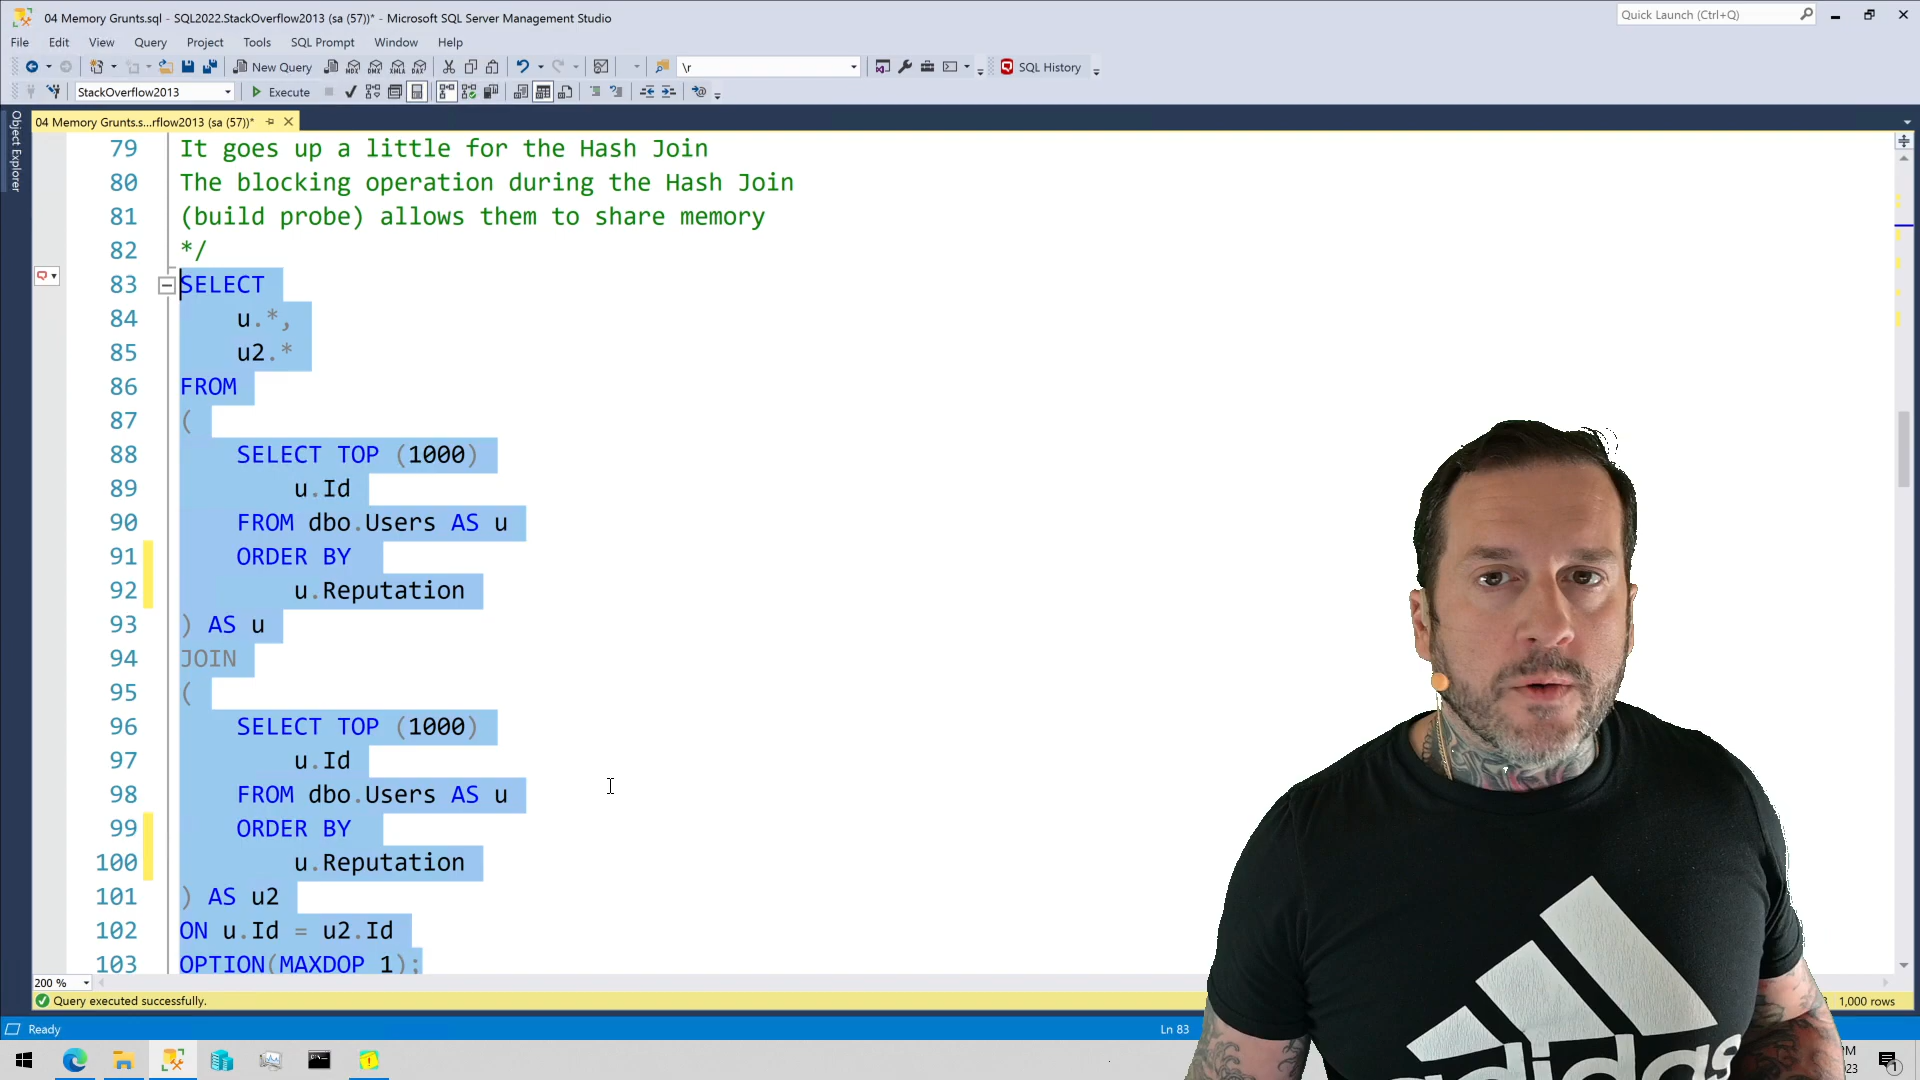 04 Memory Grunts.sql - SQL2022.StackOverflow2013 (sa (57))* - Microsoft SQL Server Management Studio
Quick Launch (Ctrl+Q)
File Edit View Query Project Tools SQL Prompt Window Help
New Query
MDX DMX XMLA DAX
\r
SQL History
StackOverflow2013
Execute
Object Explorer
04 Memory Grunts.s...rflow2013 (sa (57))*
79 It goes up a little for the Hash Join
80 The blocking operation during the Hash Join
81 (build probe) allows them to share memory
82 */
83 SELECT
84 u.*,
85 u2.*
86 FROM
87 (
88 SELECT TOP (1000)
89 u.Id
90 FROM dbo.Users AS u
91 ORDER BY
92 u.Reputation
93 ) AS u
94 JOIN
95 (
96 SELECT TOP (1000)
97 u.Id
98 FROM dbo.Users AS u
99 ORDER BY
100 u.Reputation
101 ) AS u2
102 ON u.Id = u2.Id
103 OPTION(MAXDOP 1);
200 %
Query executed successfully.
1,000 rows
Ready
Ln 83
adidas
1